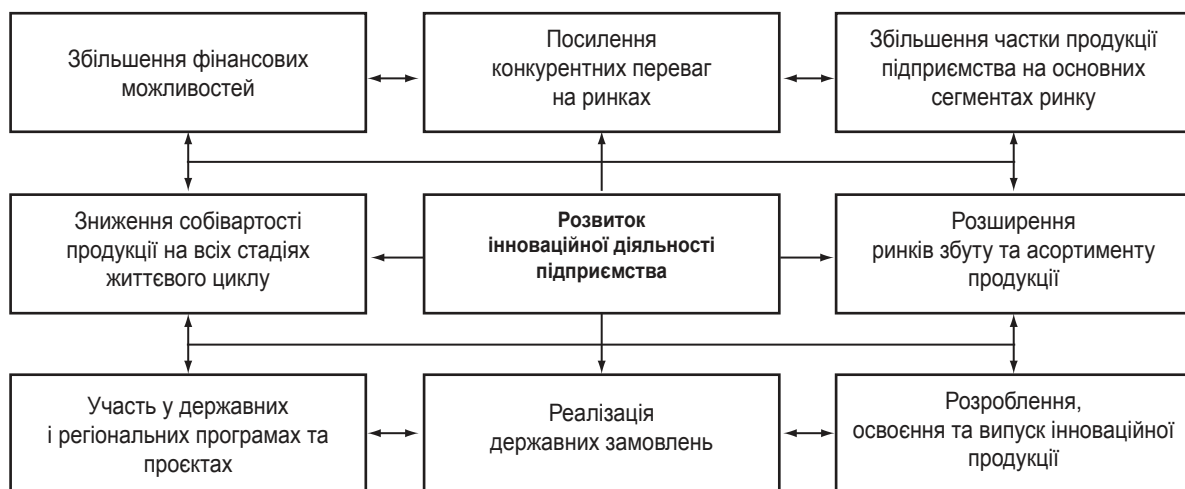 Збільшення фінансових
можливостей
Посилення
конкурентних переваг
на ринках
Збільшення частки продукції
підприємства на основних
сегментах ринку
Зниження собівартості
продукції на всіх стадіях
життєвого циклу
Розвиток
інноваційної діяльності
підприємства
Розширення
ринків збуту та асортименту
продукції
Участь у державних
і регіональних програмах та
проєктах
Реалізація
державних замовлень
Розроблення,
освоєння та випуск інноваційної
продукції